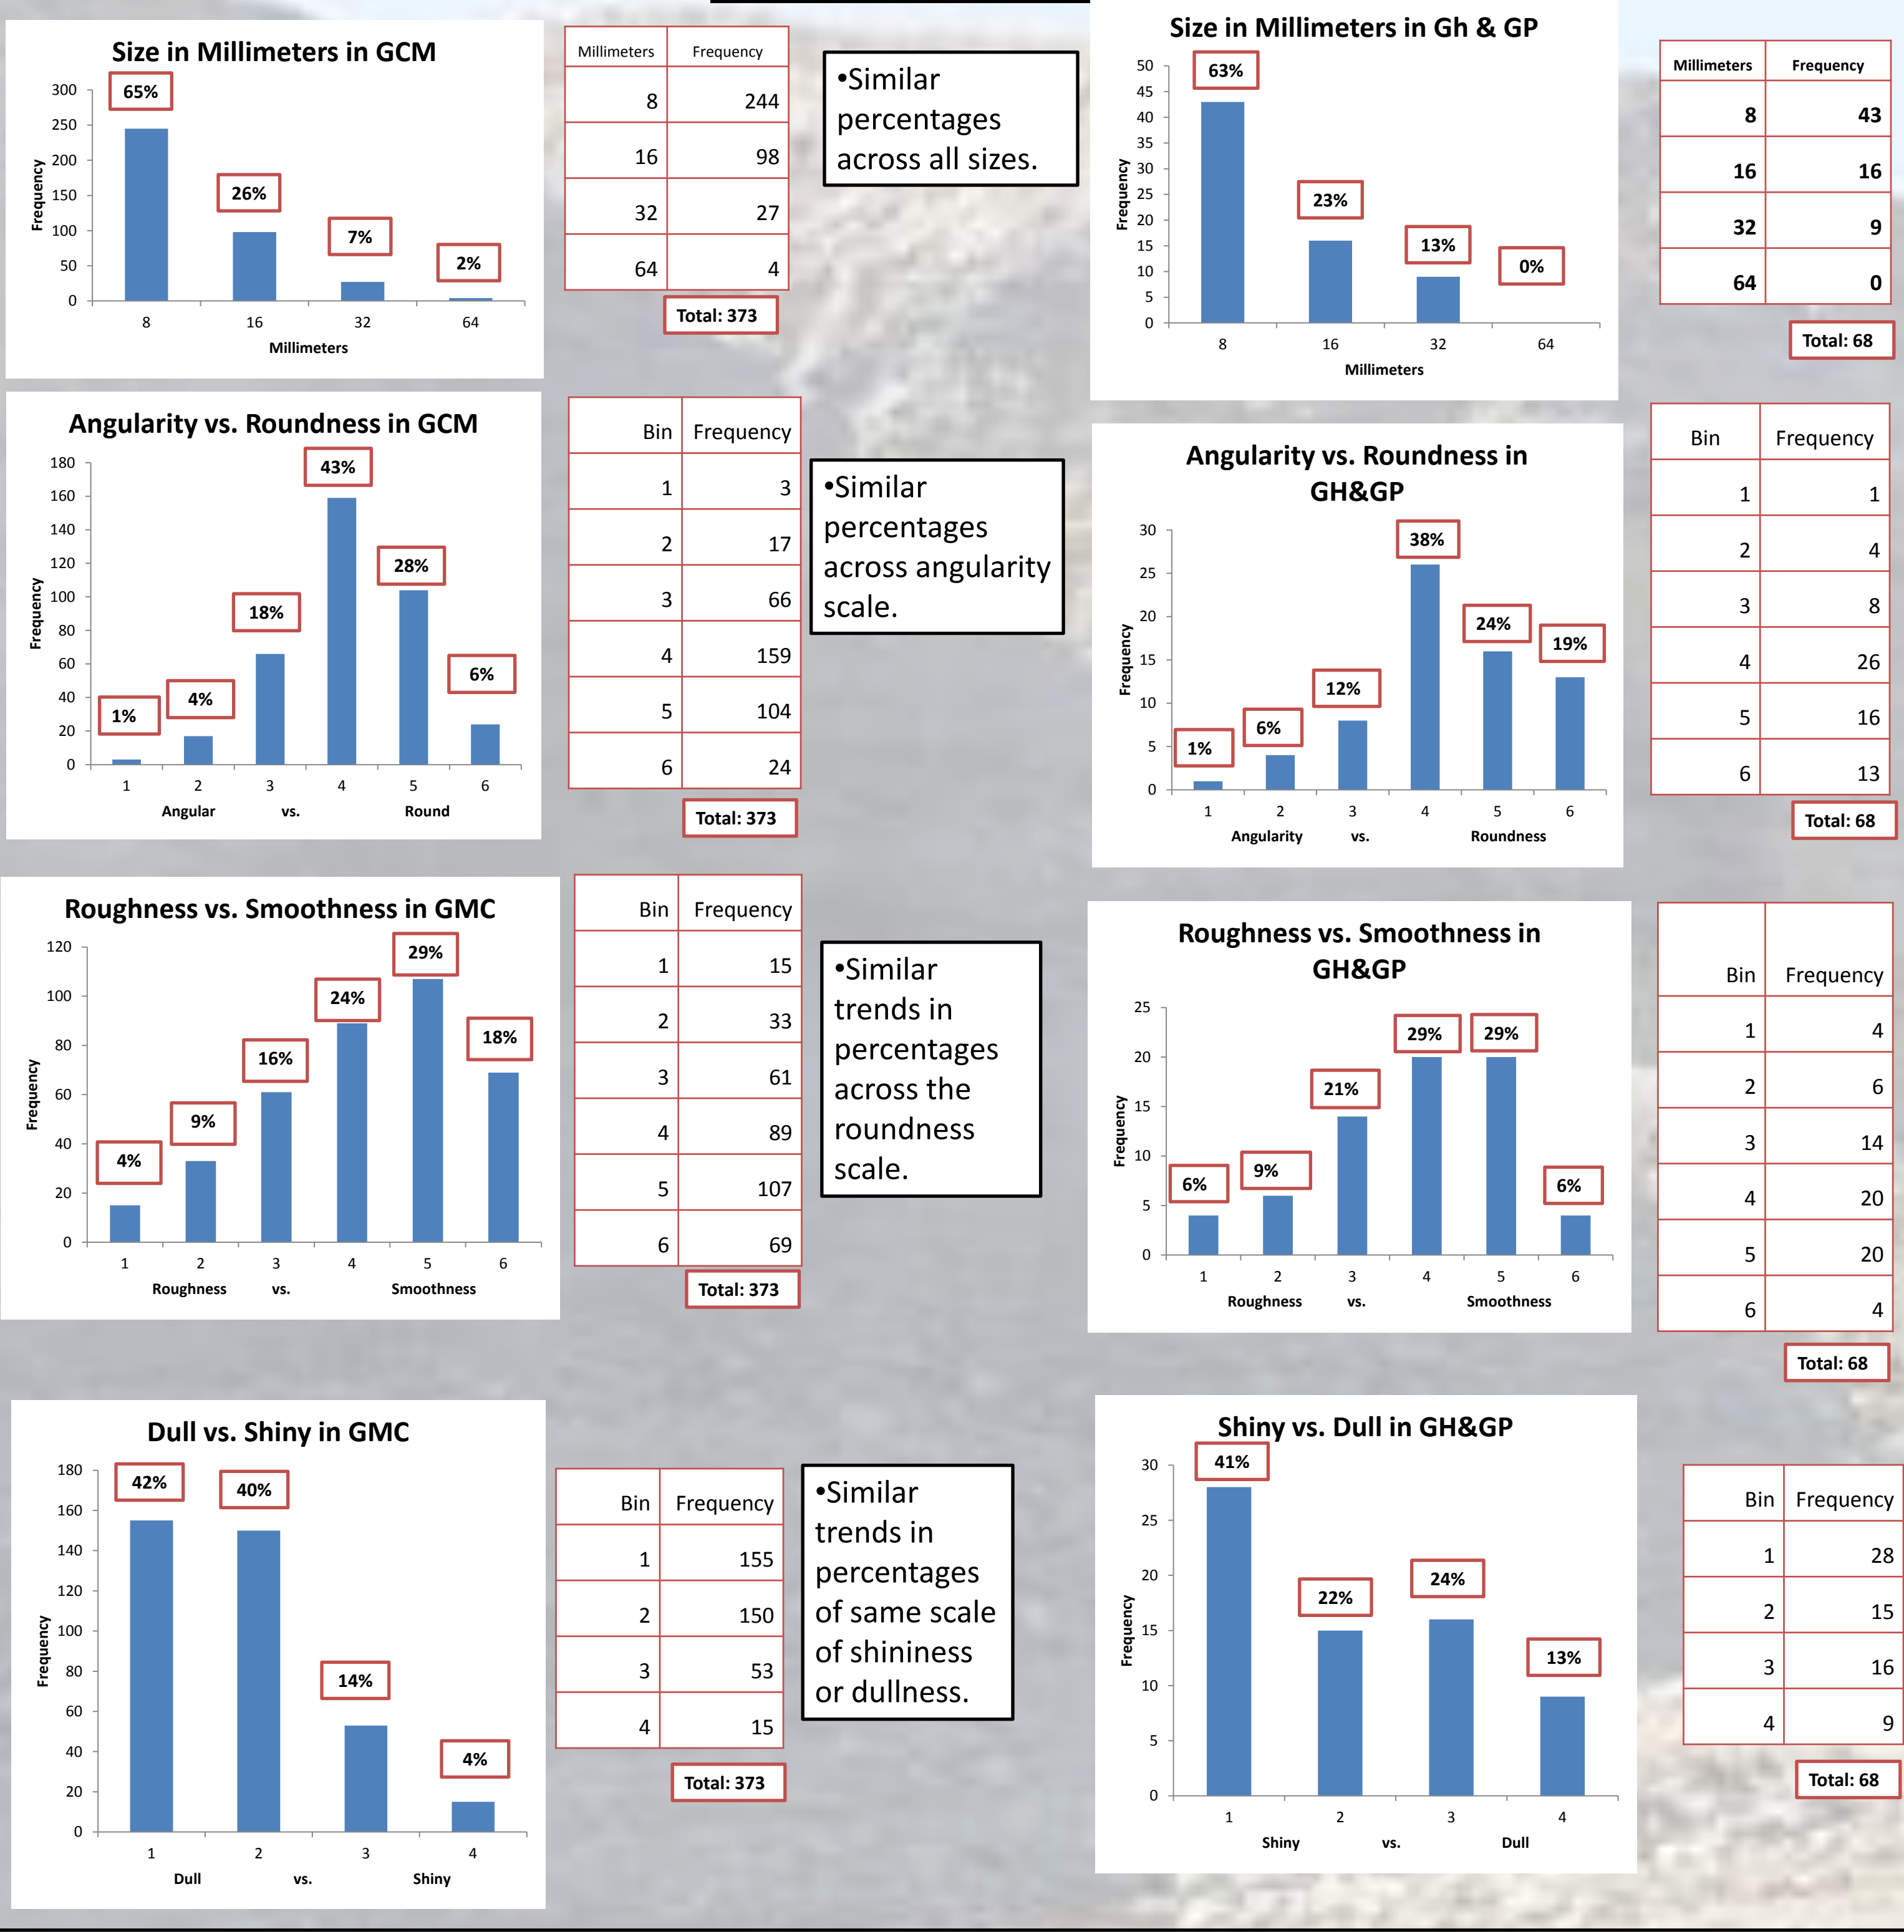 Size in Millimeters in GCM
65%
26%
7%
2%
300
250
200
150
100
50
0
Frequency
8 16 32 64
Millimeters
Millimeters Frequency
8 244
16 98
32 27
64 4
Total: 373
•Similar
percentages
across all sizes.
Size in Millimeters in Gh & GP
63%
23%
13%
0%
50
45
40
35
30
25
20
15
10
5
0
Frequency
8 16 32 64
Millimeters
Millimeters Frequency
8 43
16 16
32 9
64 0
Total: 68
Angularity vs. Roundness in GCM
1%
4%
18%
43%
28%
6%
180
160
140
120
100
80
60
40
20
0
Frequency
1 2 3 4 5 6
Angular vs. Round
Bin Frequency
1 3
2 17
3 66
4 159
5 104
6 24
Total: 373
•Similar
percentages
across angularity
scale.
Angularity vs. Roundness in
GH&GP
1%
6%
12%
38%
24%
19%
30
25
20
15
10
5
0
Frequency
1 2 3 4 5 6
Angularity vs. Roundness
Bin Frequency
1 1
2 4
3 8
4 26
5 16
6 13
Total: 68
Roughness vs. Smoothness in GMC
4%
9%
16%
24%
29%
18%
120
100
80
60
40
20
0
Frequency
1 2 3 4 5 6
Roughness vs. Smoothness
Bin Frequency
1 15
2 33
3 61
4 89
5 107
6 69
Total: 373
•Similar
trends in
percentages
across the
roundness
scale.
Roughness vs. Smoothness in
GH&GP
6%
9%
21%
29%
29%
6%
25
20
15
10
5
0
Frequency
1 2 3 4 5 6
Roughness vs. Smoothness
Bin Frequency
1 4
2 6
3 14
4 20
5 20
6 4
Total: 68
Dull vs. Shiny in GMC
42%
40%
14%
4%
180
160
140
120
100
80
60
40
20
0
Frequency
1 2 3 4
Dull vs. Shiny
Bin Frequency
1 155
2 150
3 53
4 15
Total: 373
•Similar
trends in
percentages
of same scale
of shininess
or dullness.
Shiny vs. Dull in GH&GP
41%
22%
24%
13%
30
25
20
15
10
5
0
Frequency
1 2 3 4
Shiny vs. Dull
Bin Frequency
1 28
2 15
3 16
4 9
Total: 68